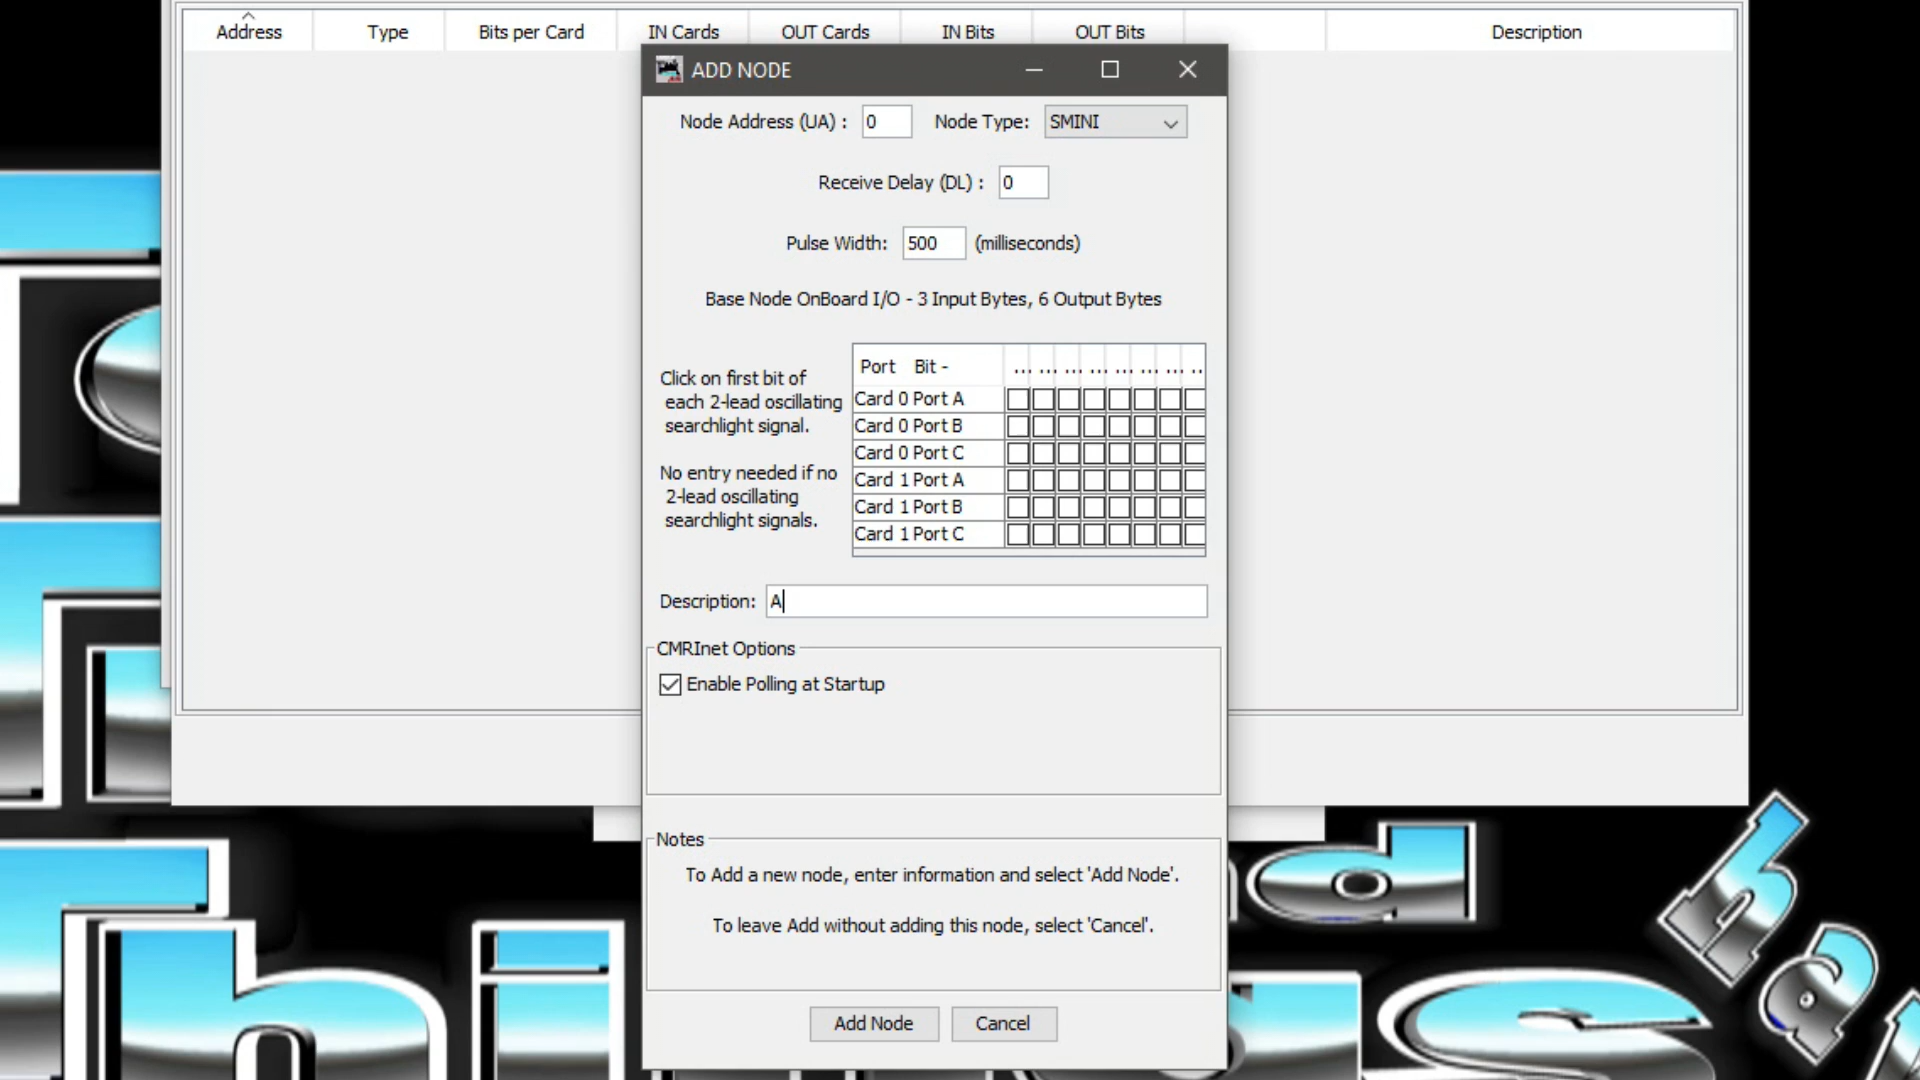 Address Type Bits per Card IN Cards OUT Cards IN Bits OUT Bits Description
ADD NODE
Node Address (UA) : 0 Node Type: SMINI
Receive Delay (DL) : 0
Pulse Width: 500 (milliseconds)
Base Node OnBoard I/O - 3 Input Bytes, 6 Output Bytes
Click on first bit of
each 2-lead oscillating
searchlight signal.
No entry needed if no
2-lead oscillating
searchlight signals.
Port Bit - ... ... ... ... ... ... ... ..
Card 0 Port A
Card 0 Port B
Card 0 Port C
Card 1 Port A
Card 1 Port B
Card 1 Port C
Description: A
CMRInet Options
Enable Polling at Startup
Notes
To Add a new node, enter information and select 'Add Node'.
To leave Add without adding this node, select 'Cancel'.
Add Node Cancel